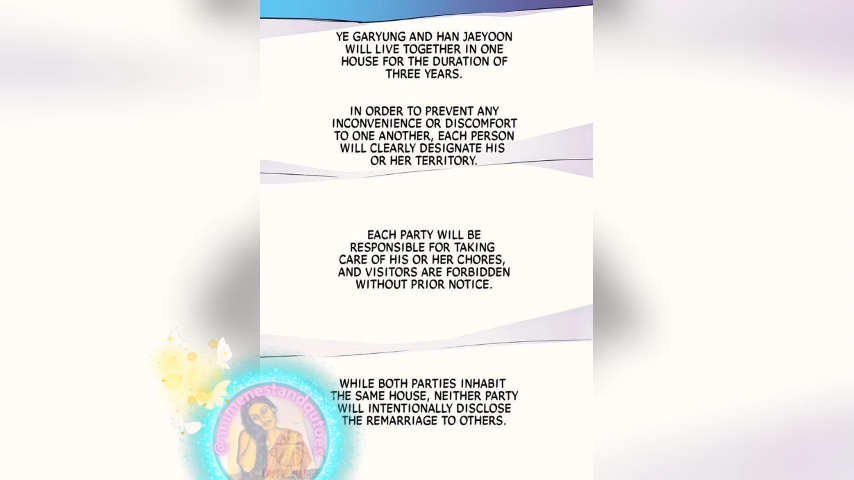 YE GARYUNG AND HAN JAEYOON
WILL LIVE TOGETHER IN ONE
HOUSE FOR THE DURATION OF
THREE YEARS.
IN ORDER TO PREVENT ANY
INCONVENIENCE OR DISCOMFORT
TO ONE ANOTHER, EACH PERSON
WILL CLEARLY DESIGNATE HIS
OR HER TERRITORY.
EACH PARTY WILL BE
RESPONSIBLE FOR TAKING
CARE OF HIS OR HER CHORES,
AND VISITORS ARE FORBIDDEN
WITHOUT PRIOR NOTICE.
WHILE BOTH PARTIES INHABIT
THE SAME HOUSE, NEITHER PARTY
WILL INTENTIONALLY DISCLOSE
THE REMARRIAGE TO OTHERS.